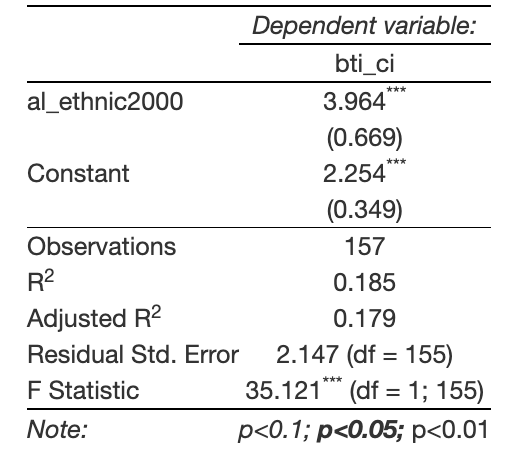 Dependent variable:
bti_ci
al_ethnic2000 3.964***
(0.669)
Constant 2.254***
(0.349)
Observations 157
R2 0.185
Adjusted R2 0.179
Residual Std. Error 2.147 (df = 155)
F Statistic 35.121*** (df = 1; 155)
Note: p<0.1; p<0.05; p<0.01